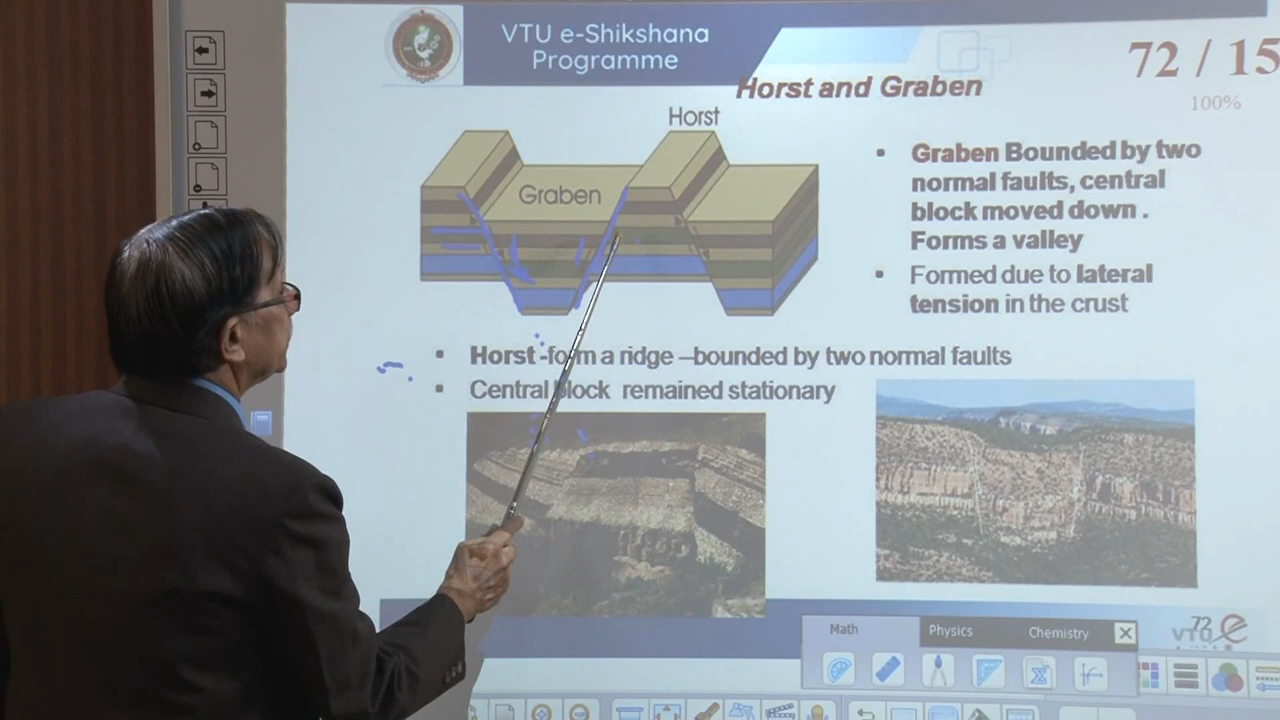 VTU e-Shikshana
Programme
72 / 15
100%
Horst and Graben
Horst
Graben
▪ Graben Bounded by two
normal faults, central
block moved down .
Forms a valley
▪ Formed due to lateral
tension in the crust
▪ Horst -form a ridge –bounded by two normal faults
▪ Central block remained stationary
72
VTU e
Math
Physics
Chemistry